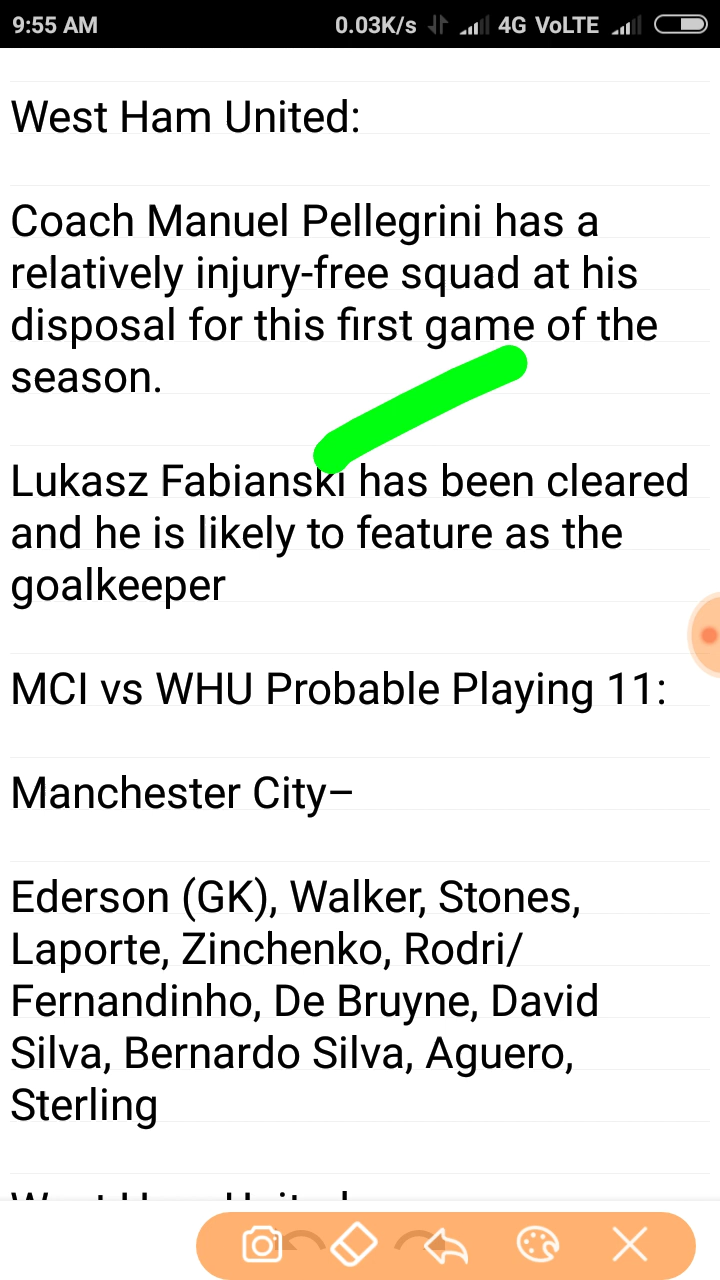 9:55 AM 0.03K/s 4G VoLTE
West Ham United:
Coach Manuel Pellegrini has a
relatively injury-free squad at his
disposal for this first game of the
season.
Lukasz Fabianski has been cleared
and he is likely to feature as the
goalkeeper
MCI vs WHU Probable Playing 11:
Manchester City–
Ederson (GK), Walker, Stones,
Laporte, Zinchenko, Rodri/
Fernandinho, De Bruyne, David
Silva, Bernardo Silva, Aguero,
Sterling